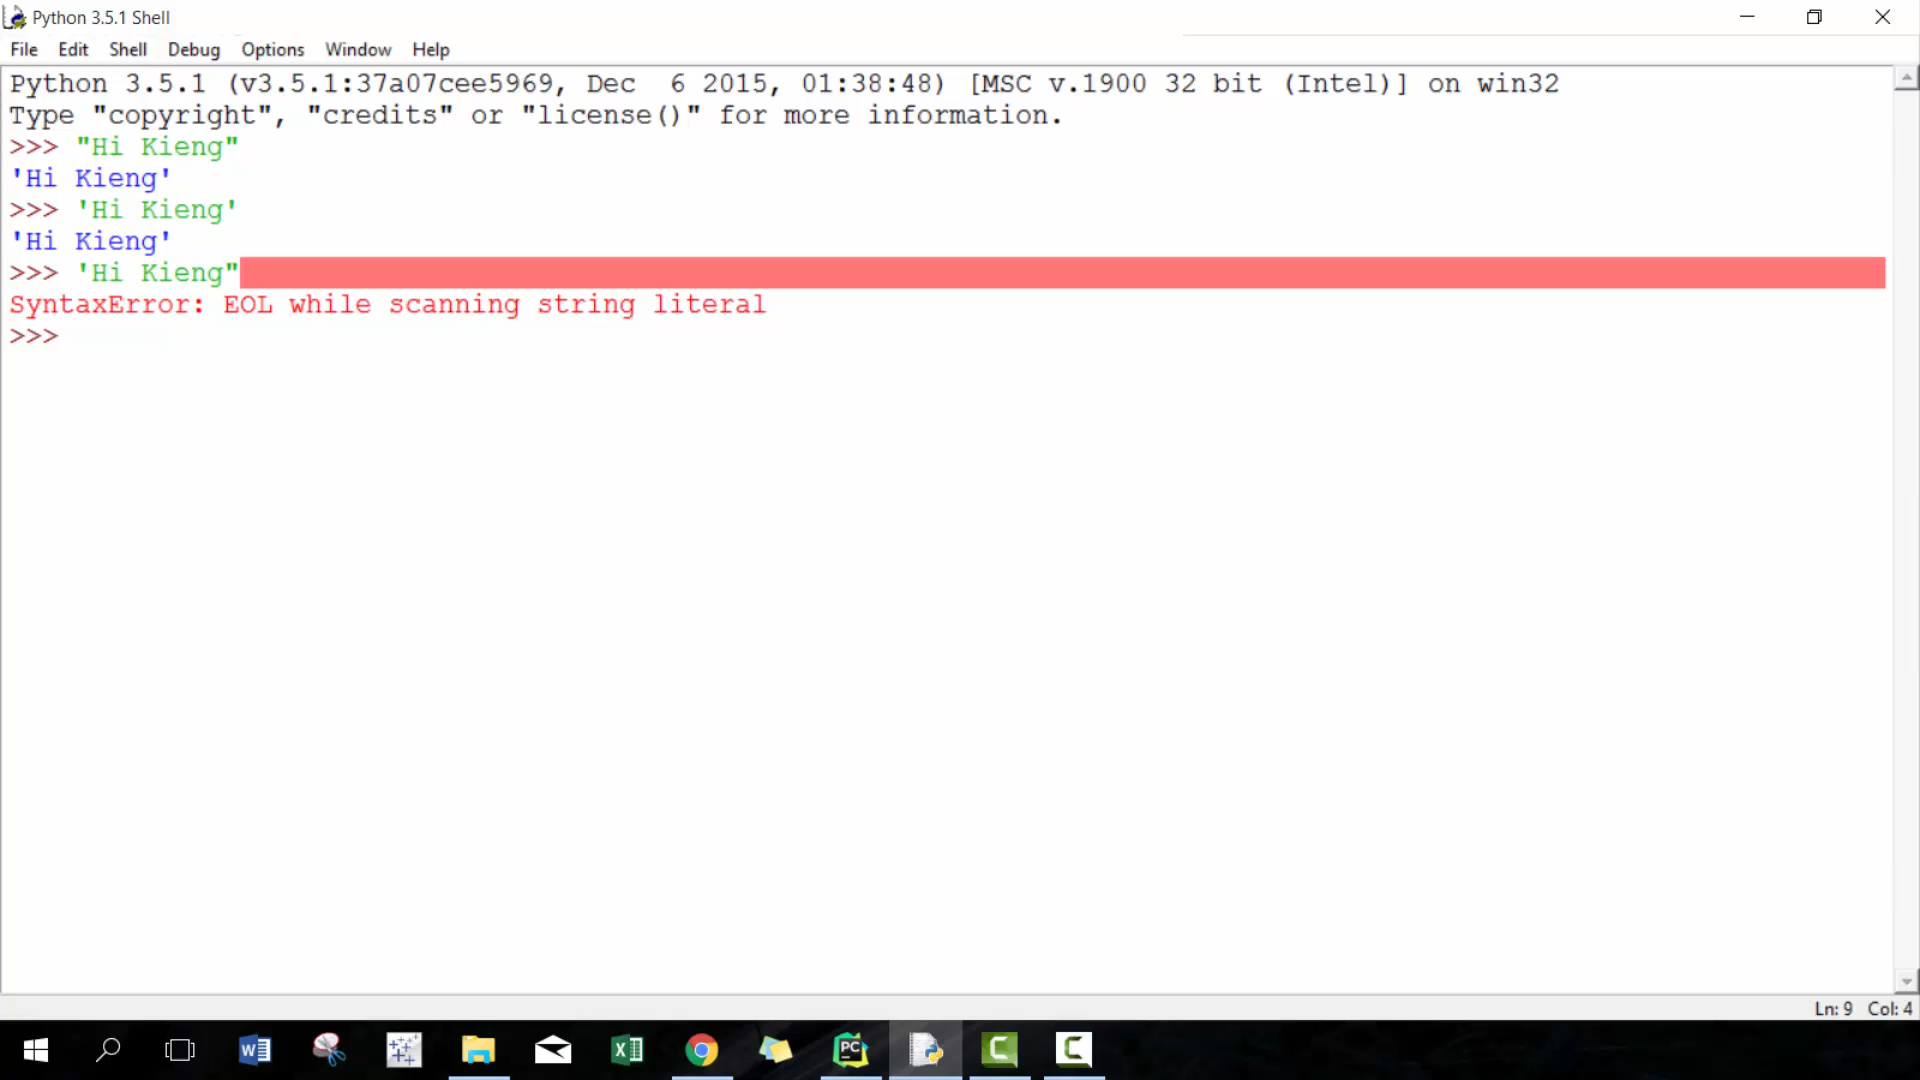 Python 3.5.1 Shell
File Edit Shell Debug Options Window Help
Python 3.5.1 (v3.5.1:37a07cee5969, Dec  6 2015, 01:38:48) [MSC v.1900 32 bit (Intel)] on win32
Type "copyright", "credits" or "license()" for more information.
>>> "Hi Kieng"
'Hi Kieng'
>>> 'Hi Kieng'
'Hi Kieng'
>>> 'Hi Kieng"
SyntaxError: EOL while scanning string literal
>>>
Ln: 9 Col: 4
W X PC C C